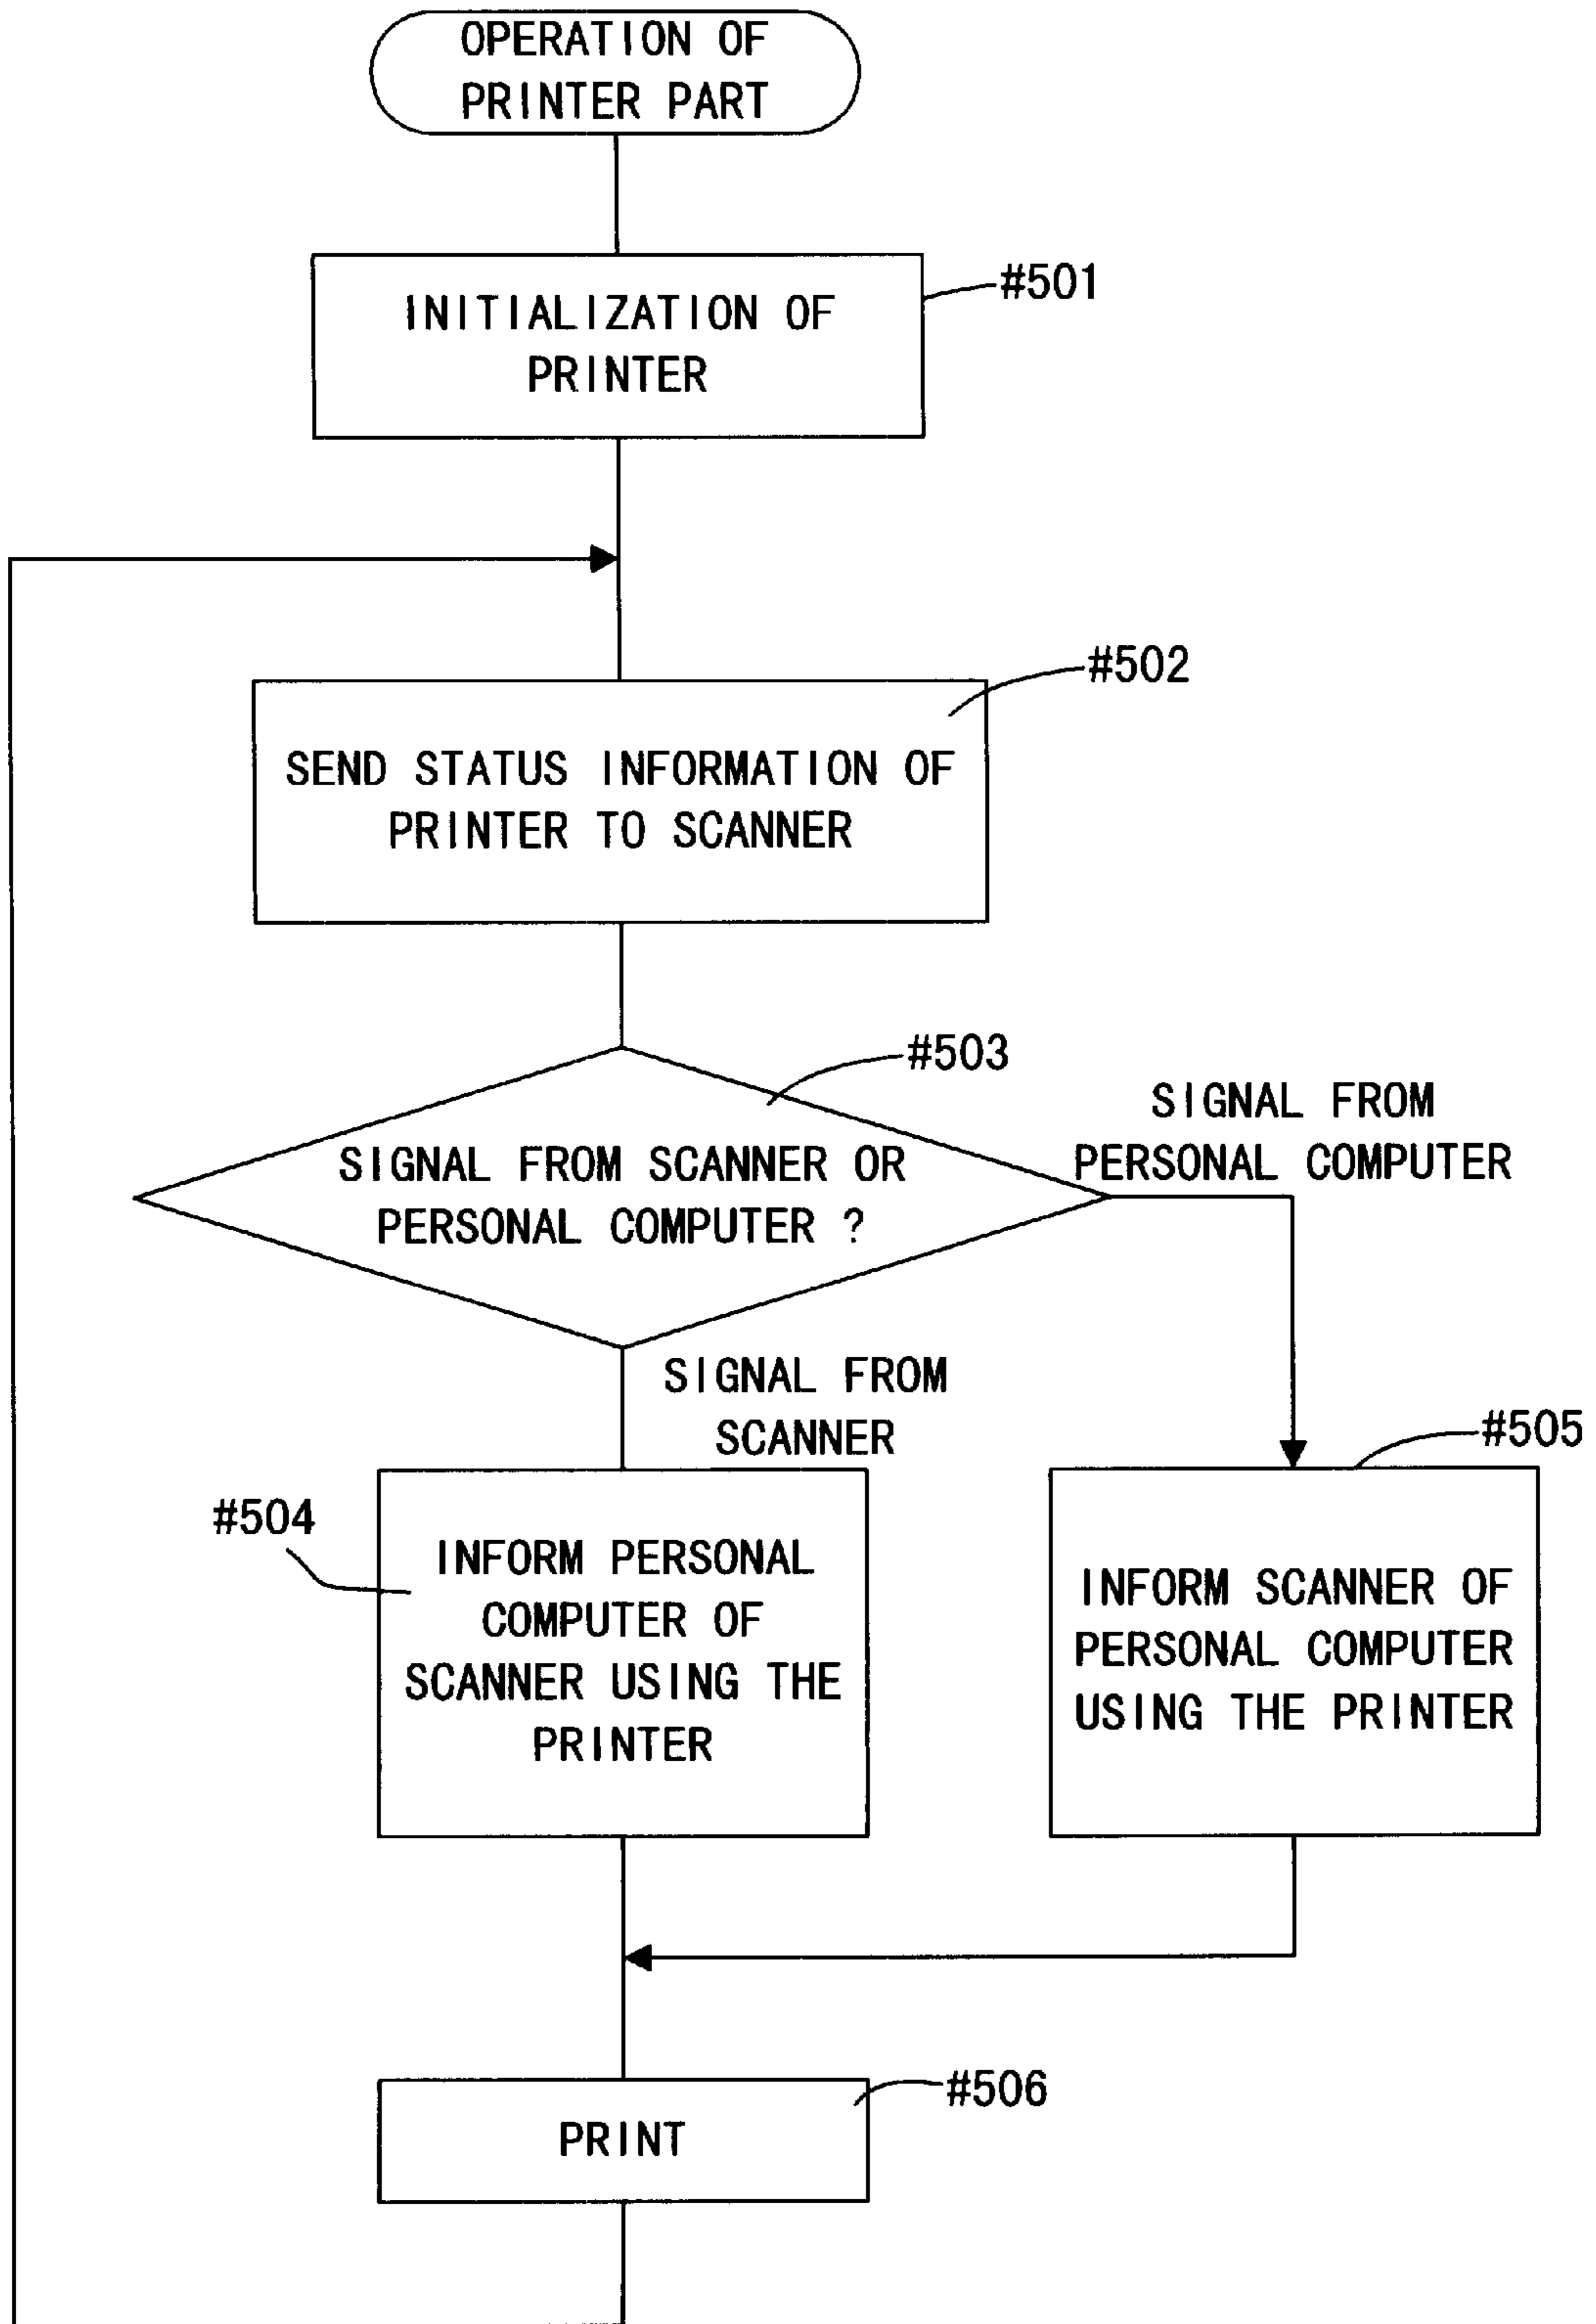 OPERATION OF
PRINTER PART
#501
INITIALIZATION OF
PRINTER
#502
SEND STATUS INFORMATION OF
PRINTER TO SCANNER
#503
SIGNAL FROM
PERSONAL COMPUTER
SIGNAL FROM SCANNER OR
PERSONAL COMPUTER ?
SIGNAL FROM
SCANNER
#504
INFORM PERSONAL
COMPUTER OF
SCANNER USING THE
PRINTER
#505
INFORM SCANNER OF
PERSONAL COMPUTER
USING THE PRINTER
#506
PRINT